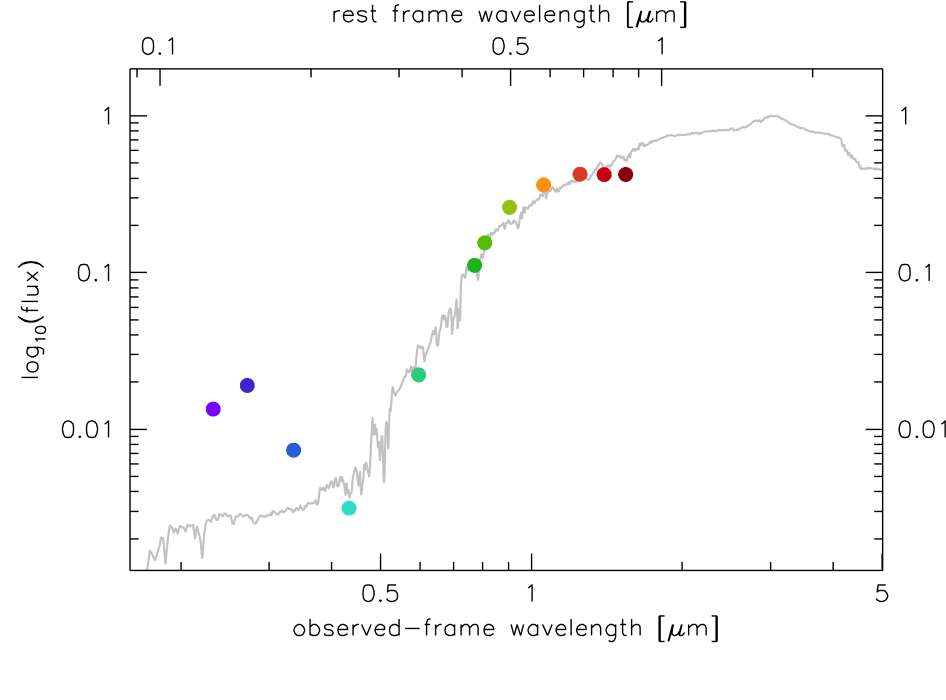 rest frame wavelength [μm]
0.1 0.5 1
1 1
0.1 0.1
0.01 0.01
log10(flux)
0.5 1 5
observed-frame wavelength [μm]